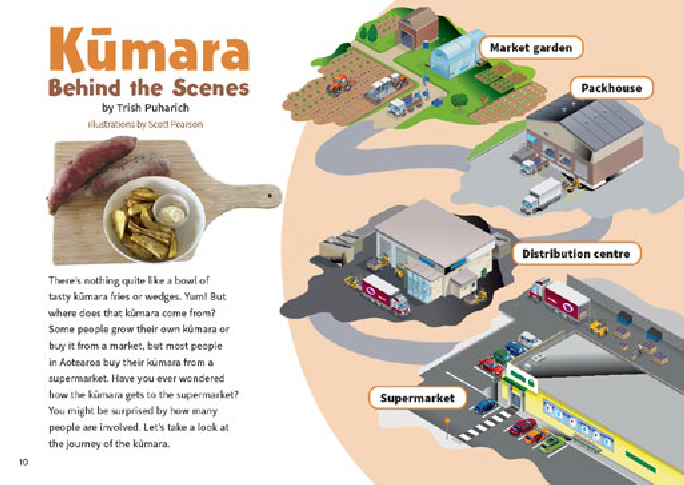 Kūmara
Behind the Scenes
by Trish Puharich
illustrations by Scott Pearson
There's nothing quite like a bowl of
tasty kūmara fries or wedges. Yum! But
where does that kūmara come from?
Some people grow their own kūmara or
buy it from a market, but most people
in Aotearoa buy their kūmara from a
supermarket. Have you ever wondered
how the kūmara gets to the supermarket?
You might be surprised by how many
people are involved. Let's take a look at
the journey of the kūmara.
10
Market garden
Packhouse
Distribution centre
Supermarket